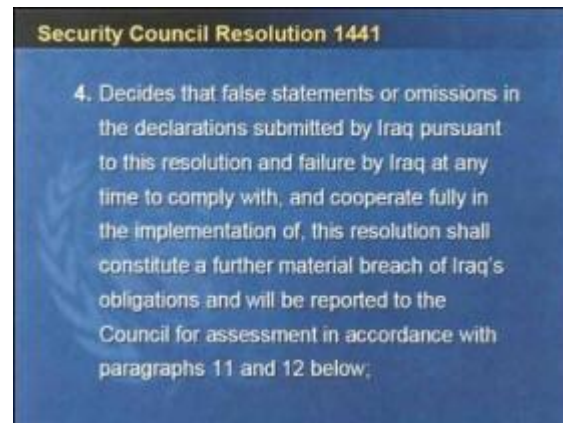 Security Council Resolution 1441
4. Decides that false statements or omissions in
the declarations submitted by Iraq pursuant
to this resolution and failure by Iraq at any
time to comply with, and cooperate fully in
the implementation of, this resolution shall
constitute a further material breach of Iraq's
obligations and will be reported to the
Council for assessment in accordance with
paragraphs 11 and 12 below;